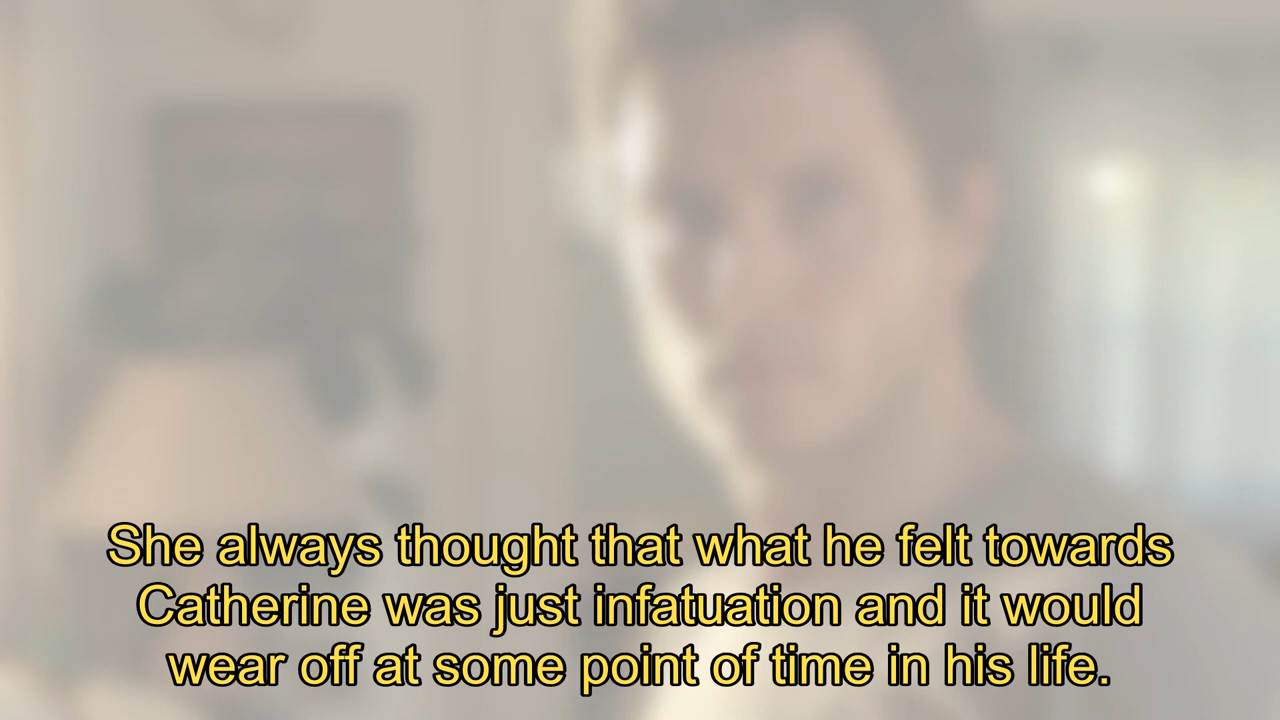 She always thought that what he felt towards
Catherine was just infatuation and it would
wear off at some point of time in his life.